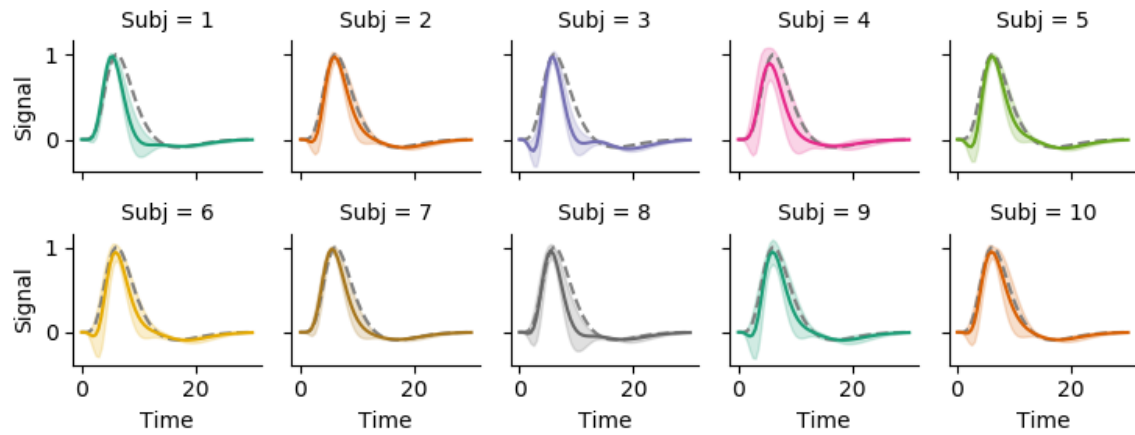 Subj = 1 Subj = 2 Subj = 3 Subj = 4 Subj = 5
1
Signal
0
0 20 0 20 0 20
Subj = 6 Subj = 7 Subj = 8 Subj = 9 Subj = 10
1
Signal
0
0 20 0 20
Time Time Time Time Time